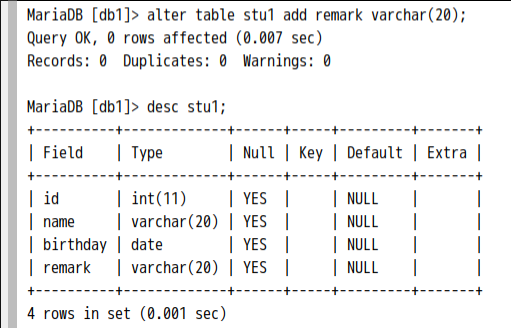 MariaDB [db1]> alter table stu1 add remark varchar(20);
Query OK, 0 rows affected (0.007 sec)
Records: 0  Duplicates: 0  Warnings: 0

MariaDB [db1]> desc stu1;
+----------+-------------+------+-----+---------+-------+
| Field    | Type        | Null | Key | Default | Extra |
+----------+-------------+------+-----+---------+-------+
| id       | int(11)     | YES  |     | NULL    |       |
| name     | varchar(20) | YES  |     | NULL    |       |
| birthday | date        | YES  |     | NULL    |       |
| remark   | varchar(20) | YES  |     | NULL    |       |
+----------+-------------+------+-----+---------+-------+
4 rows in set (0.001 sec)